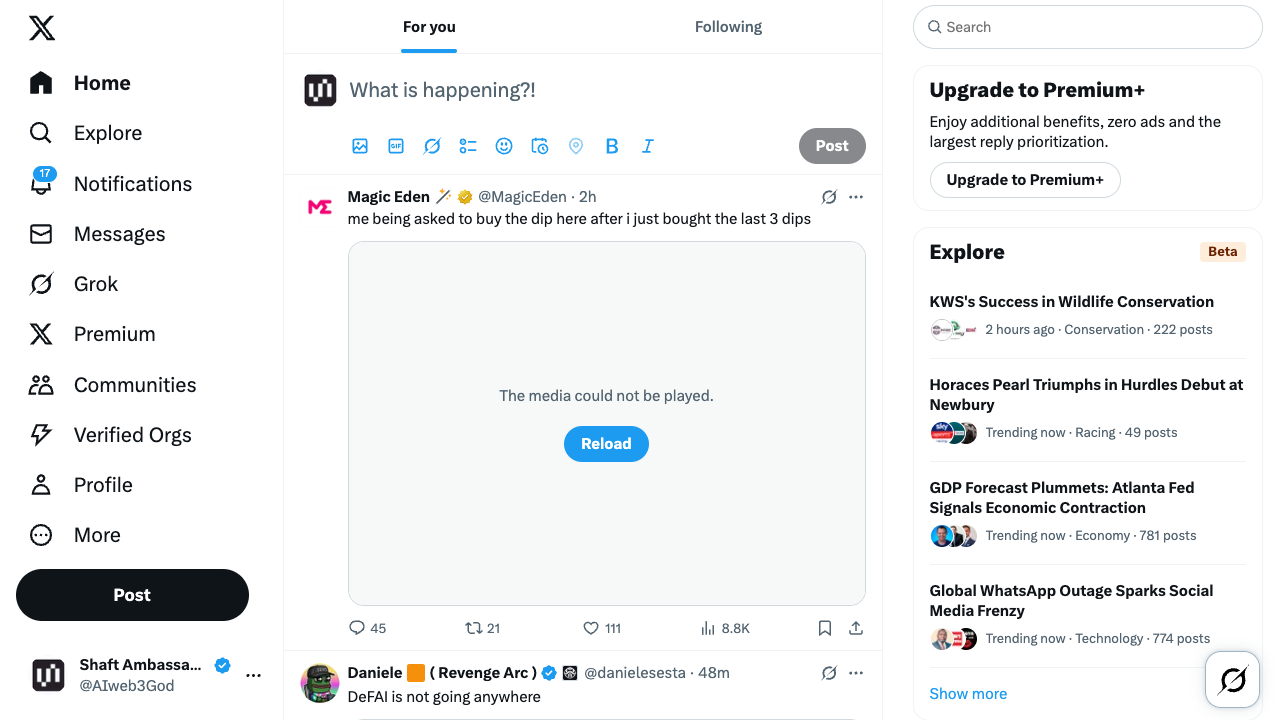 Home
Explore
17
Notifications
Messages
Grok
Premium
Communities
Verified Orgs
Profile
More
Post
Shaft Ambassa...
@AIweb3God
For you
Following
What is happening?!
GIF
B
I
Post
Magic Eden @MagicEden · 2h
me being asked to buy the dip here after i just bought the last 3 dips
The media could not be played.
Reload
45
21
111
8.8K
Daniele ( Revenge Arc ) @danielesesta · 48m
DeFAI is not going anywhere
Search
Upgrade to Premium+
Enjoy additional benefits, zero ads and the
largest reply prioritization.
Upgrade to Premium+
Explore
Beta
KWS's Success in Wildlife Conservation
2 hours ago · Conservation · 222 posts
Horaces Pearl Triumphs in Hurdles Debut at
Newbury
Trending now · Racing · 49 posts
GDP Forecast Plummets: Atlanta Fed
Signals Economic Contraction
Trending now · Economy · 781 posts
Global WhatsApp Outage Sparks Social
Media Frenzy
Trending now · Technology · 774 posts
Show more